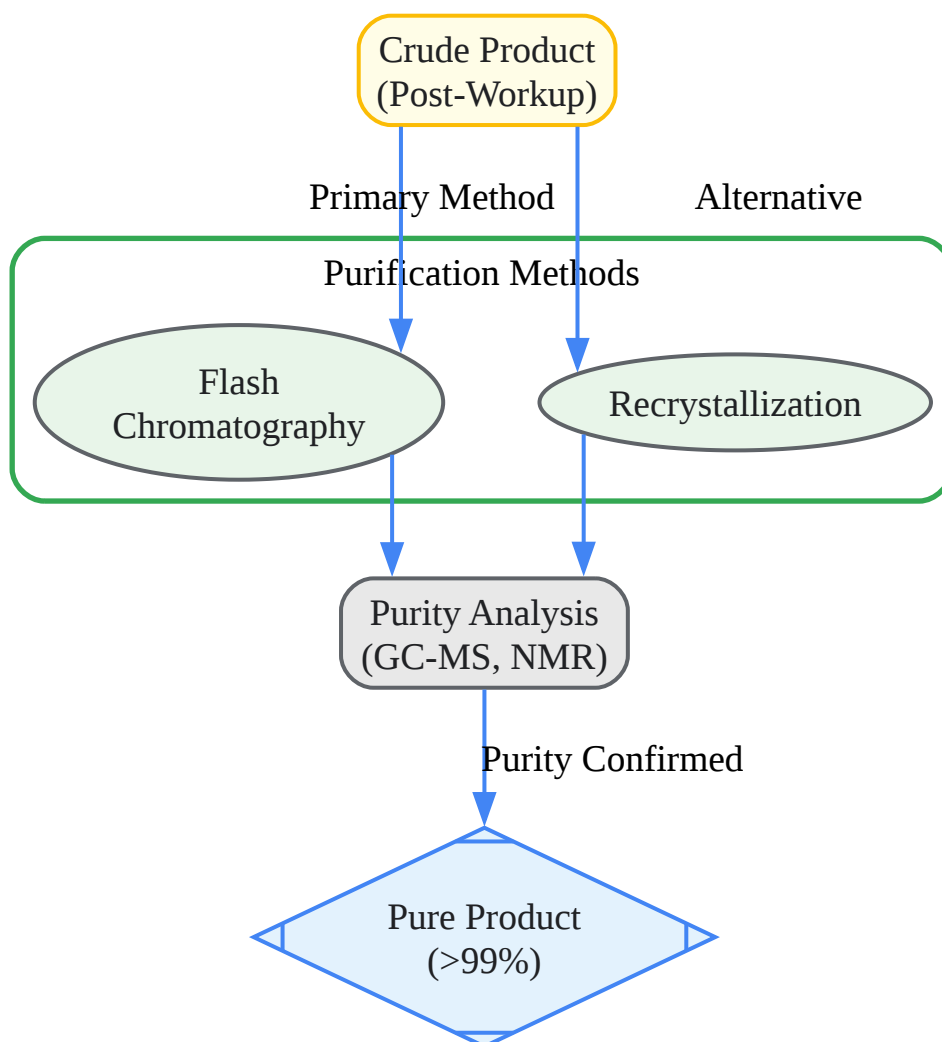 Crude Product
(Post-Workup)
Primary Method
Alternative
Purification Methods
Flash
Chromatography
Recrystallization
Purity Analysis
(GC-MS, NMR)
Purity Confirmed
Pure Product
(>99%)